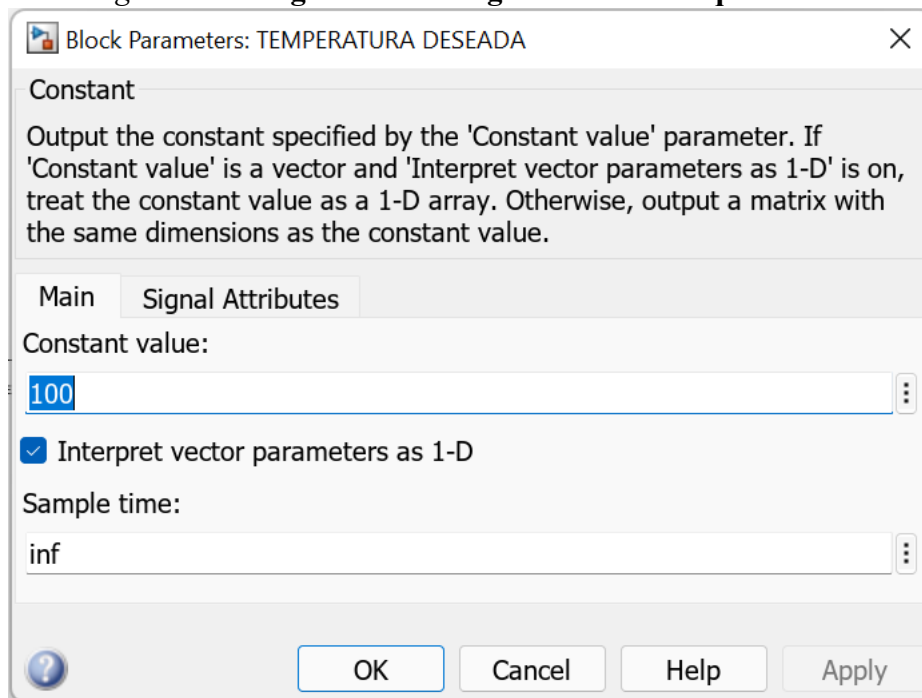 Block Parameters: TEMPERATURA DESEADA
Constant
Output the constant specified by the 'Constant value' parameter. If
'Constant value' is a vector and 'Interpret vector parameters as 1-D' is on,
treat the constant value as a 1-D array. Otherwise, output a matrix with
the same dimensions as the constant value.
Main Signal Attributes
Constant value:
100
Interpret vector parameters as 1-D
Sample time:
inf
OK Cancel Help Apply